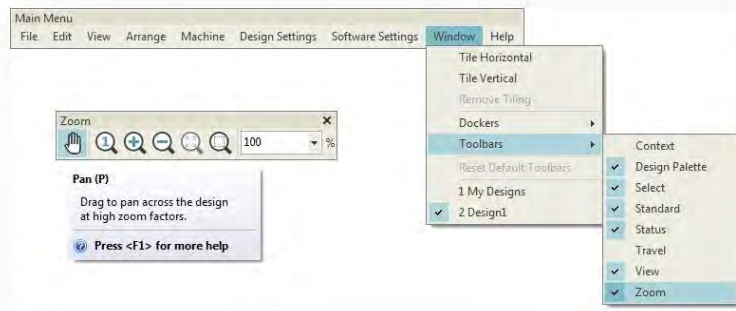 Main Menu
File Edit View Arrange Machine Design Settings Software Settings Window Help
Tile Horizontal
Tile Vertical
Remove Tiling
Dockers
Toolbars
Reset Default Toolbars
1 My Designs
2 Design1
Context
Design Palette
Select
Standard
Status
Travel
View
Zoom
Zoom
1 100 %
Pan (P)
Drag to pan across the design
at high zoom factors.
Press <F1> for more help